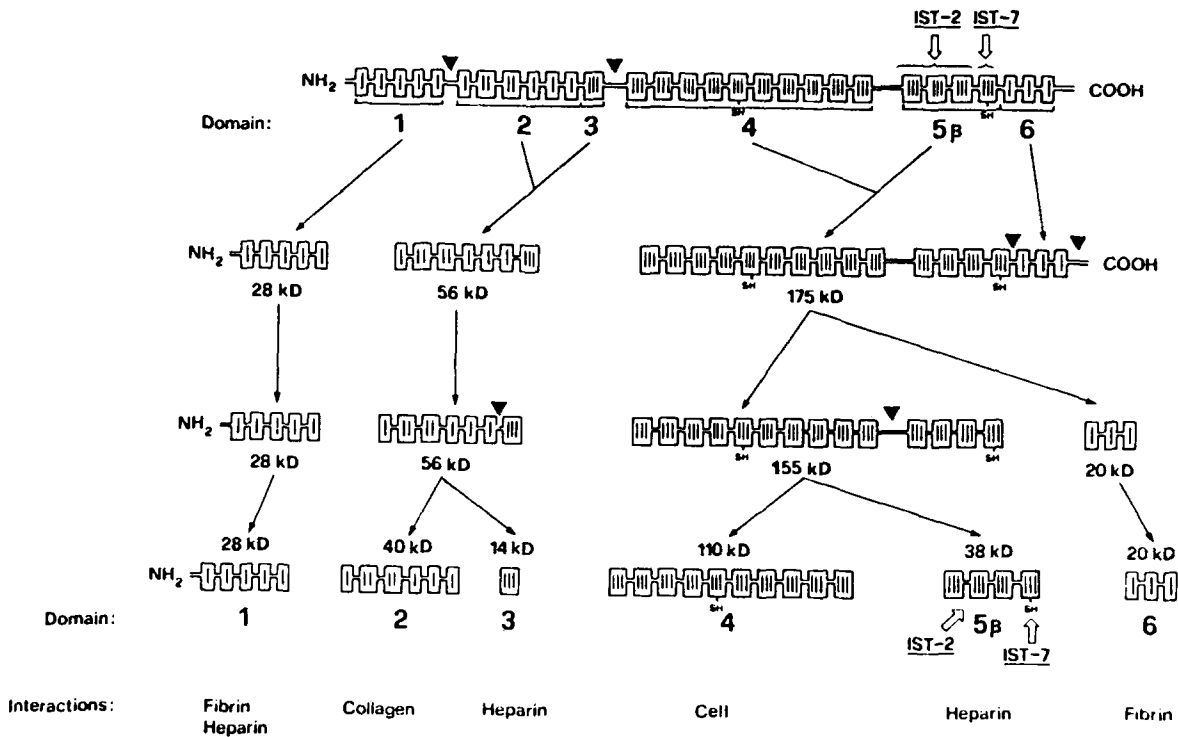 IST-2 IST-7
NH2 COOH
SH SH
Domain: 1 2 3 4 5β 6
NH2 COOH
SH SH
28 kD 56 kD 175 kD
NH2
SH SH
28 kD 56 kD 155 kD 20 kD
28 kD 40 kD 14 kD 110 kD 38 kD 20 kD
NH2
SH SH
Domain: 1 2 3 4 5β 6
IST-2 IST-7
Interactions: Fibrin Collagen Heparin Cell Heparin Fibrin
Heparin